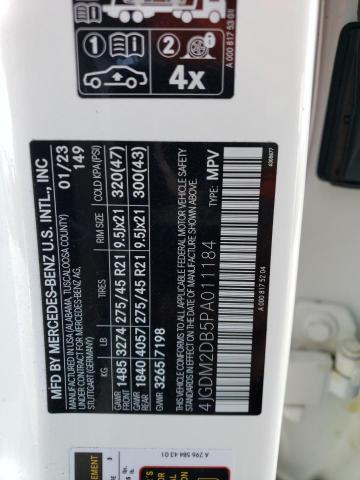 A 000 817 53 01
1
2
4x
MFD BY MERCEDES-BENZ U.S. INTL., INC
01/23
MANUFACTURED IN USA (ALABAMA, TUSCALOOSA COUNTY)
149
UNDER CONTRACT FOR MERCEDES-BENZ AG,
STUTTGART (GERMANY)
KG LB TIRES RIM SIZE COLD KPA(PSI)
GAWR 1485 3274 275/45 R21 9.5Jx21 320(47)
GAWR 1840 4057 275/45 R21 9.5Jx21 300(43)
GVWR 3265 7198
THIS VEHICLE CONFORMS TO ALL APPLICABLE FEDERAL MOTOR VEHICLE SAFETY
STANDARDS IN EFFECT ON THE DATE OF MANUFACTURE SHOWN ABOVE.
4JGDM2DB5PA011184 TYPE: MPV
A 000 817 52 04
A 296 584 43 01